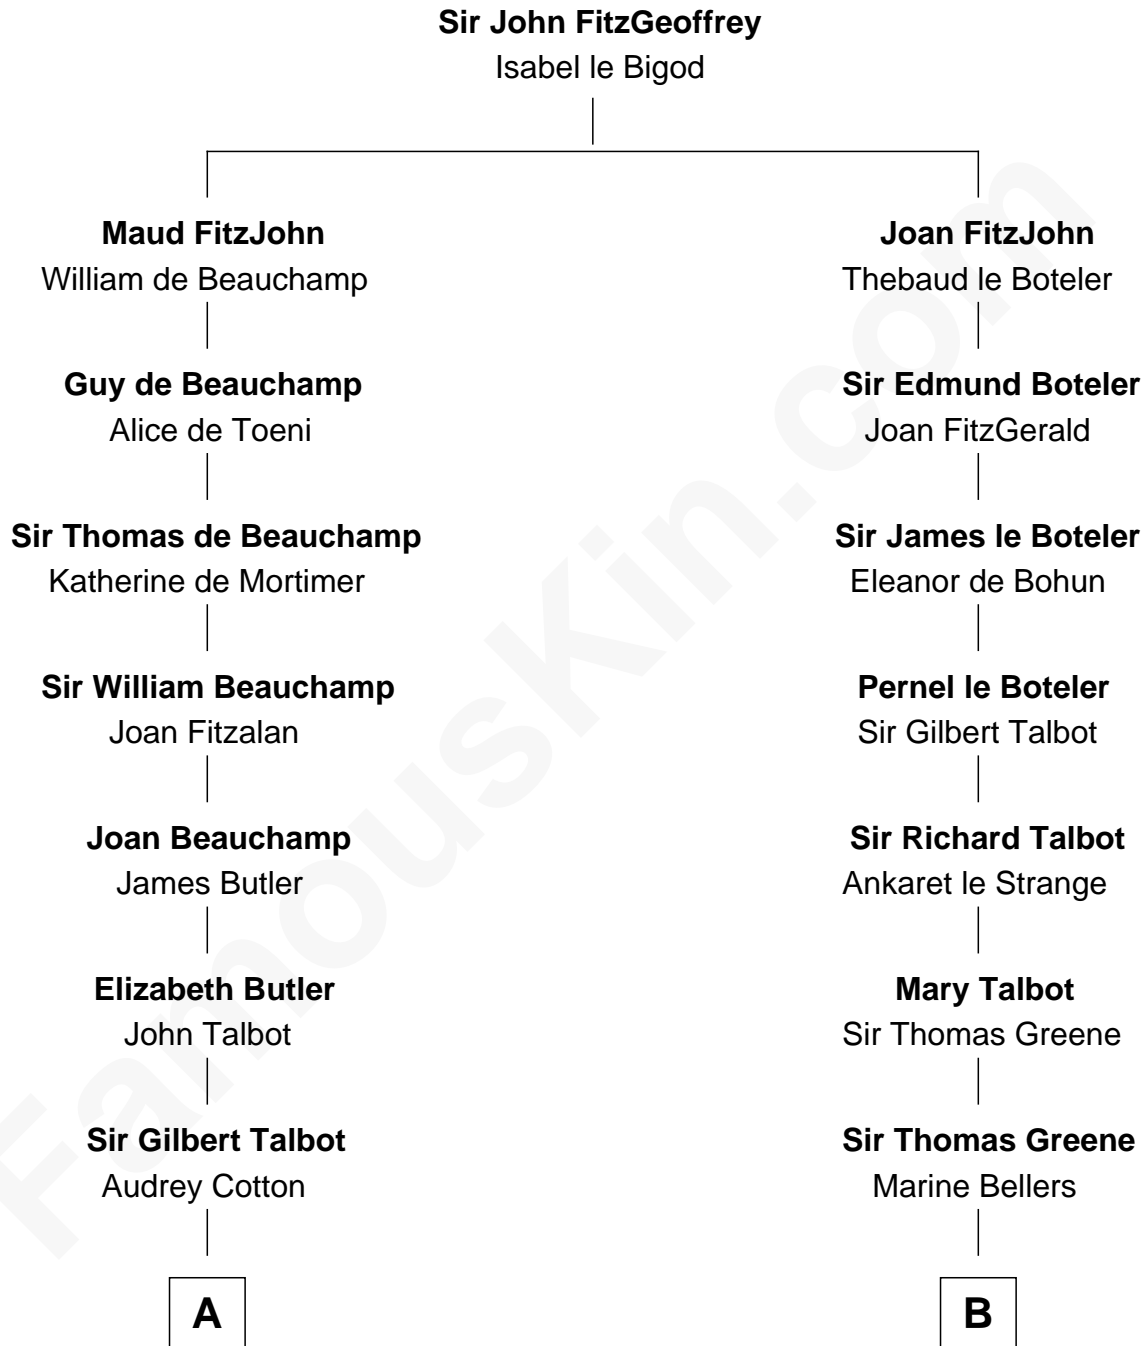 Sir John FitzGeoffrey
Isabel le Bigod
Maud FitzJohn
William de Beauchamp
Joan FitzJohn
Thebaud le Boteler
Guy de Beauchamp
Alice de Toeni
Sir Edmund Boteler
Joan FitzGerald
Sir Thomas de Beauchamp
Katherine de Mortimer
Sir James le Boteler
Eleanor de Bohun
Sir William Beauchamp
Joan Fitzalan
Pernel le Boteler
Sir Gilbert Talbot
Joan Beauchamp
James Butler
Sir Richard Talbot
Ankaret le Strange
Elizabeth Butler
John Talbot
Mary Talbot
Sir Thomas Greene
Sir Gilbert Talbot
Audrey Cotton
Sir Thomas Greene
Marine Bellers
A
B
FamousKin.com